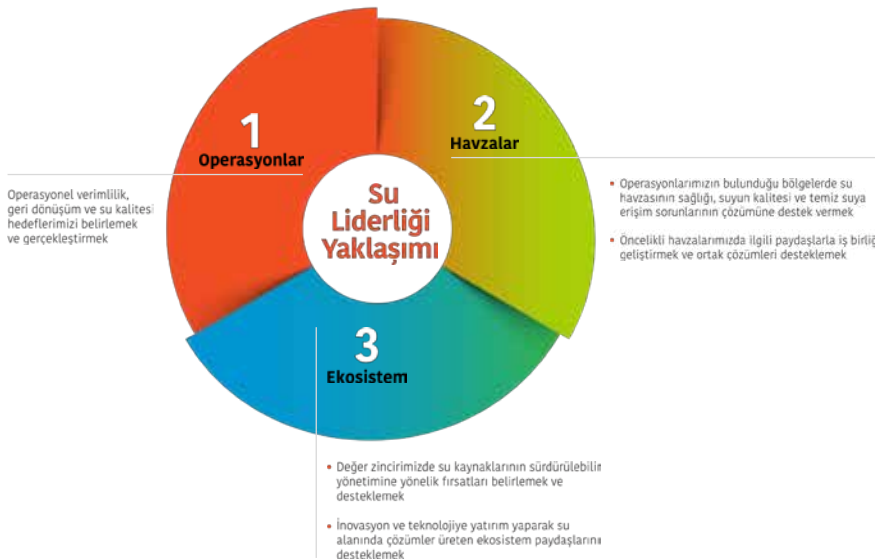 1
Operasyonlar
Operasyonel verimlilik,
geri dönüşüm ve su kalitesi
hedeflerimizi belirlemek
ve gerçekleştirmek
2
Havzalar
• Operasyonlarımızın bulunduğu bölgelerde su
havzasının sağlığı, suyun kalitesi ve temiz suya
erişim sorunlarının çözümüne destek vermek
• Öncelikli havzalarımızda ilgili paydaşlarla iş birliğ
geliştirmek ve ortak çözümleri desteklemek
Su
Liderliği
Yaklaşımı
3
Ekosistem
• Değer zincirimizde su kaynaklarının sürdürülebilir
yönetimine yönelik fırsatları belirlemek ve
desteklemek
• İnovasyon ve teknolojiye yatırım yaparak su
alanında çözümler üreten ekosistem paydaşlarını
desteklemek